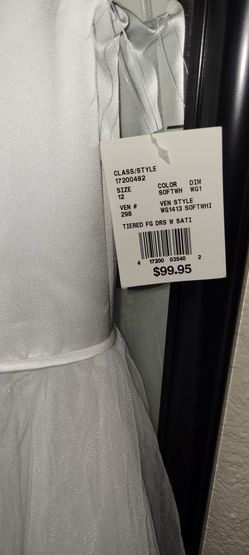 CLASS/STYLE
17200482
SIZE COLOR DIM
12 SOFTWH WG1
VEN # VEN STYLE
298 WG1413 SOFTWHI
TIERED FG DRS W SATI
4 17200 03540 2
$99.95